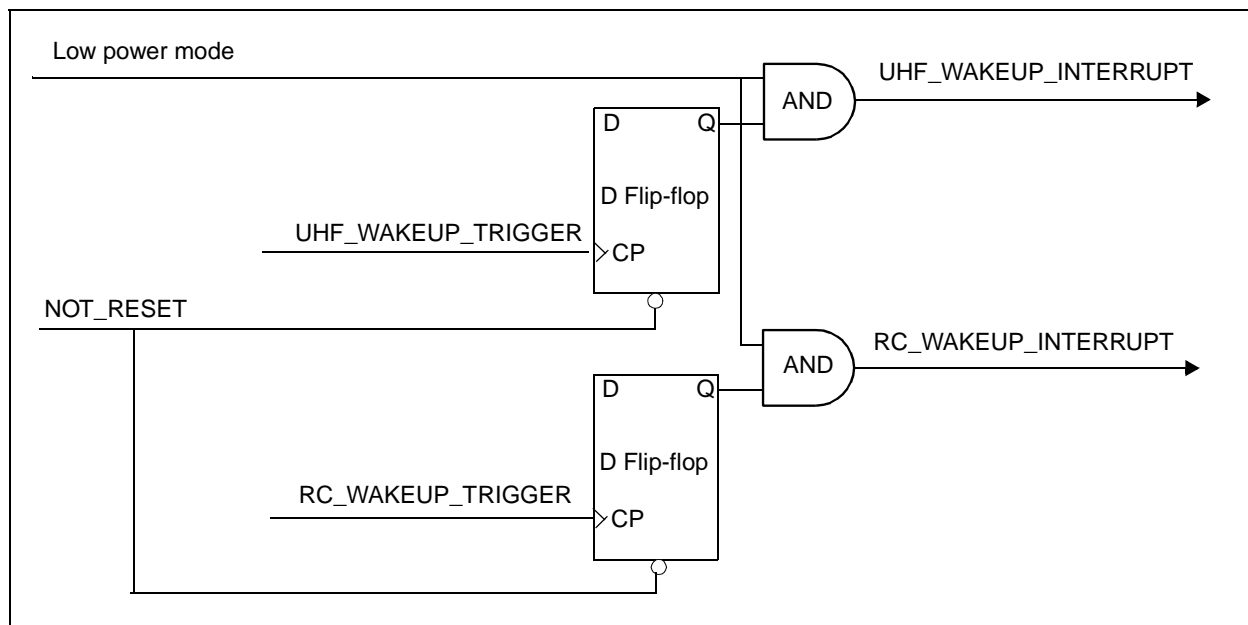 Low power mode
UHF_WAKEUP_INTERRUPT
AND
D Q
D Flip-flop
UHF_WAKEUP_TRIGGER
CP
NOT_RESET
RC_WAKEUP_INTERRUPT
AND
D Q
D Flip-flop
RC_WAKEUP_TRIGGER
CP